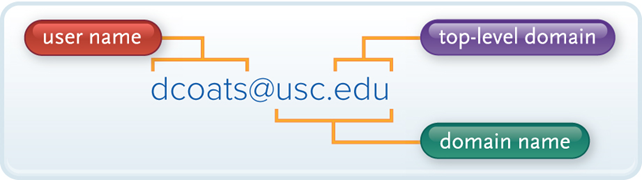 user name
top-level domain
dcoats@usc.edu
domain name